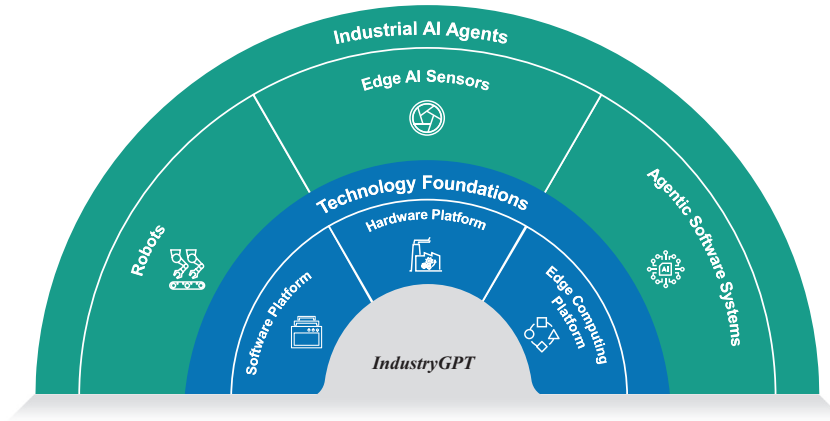 Industrial AI Agents
Edge AI Sensors
Robots
Agentic Software Systems
AI
Technology Foundations
Hardware Platform
Software Platform
Edge Computing
Platform
IndustryGPT